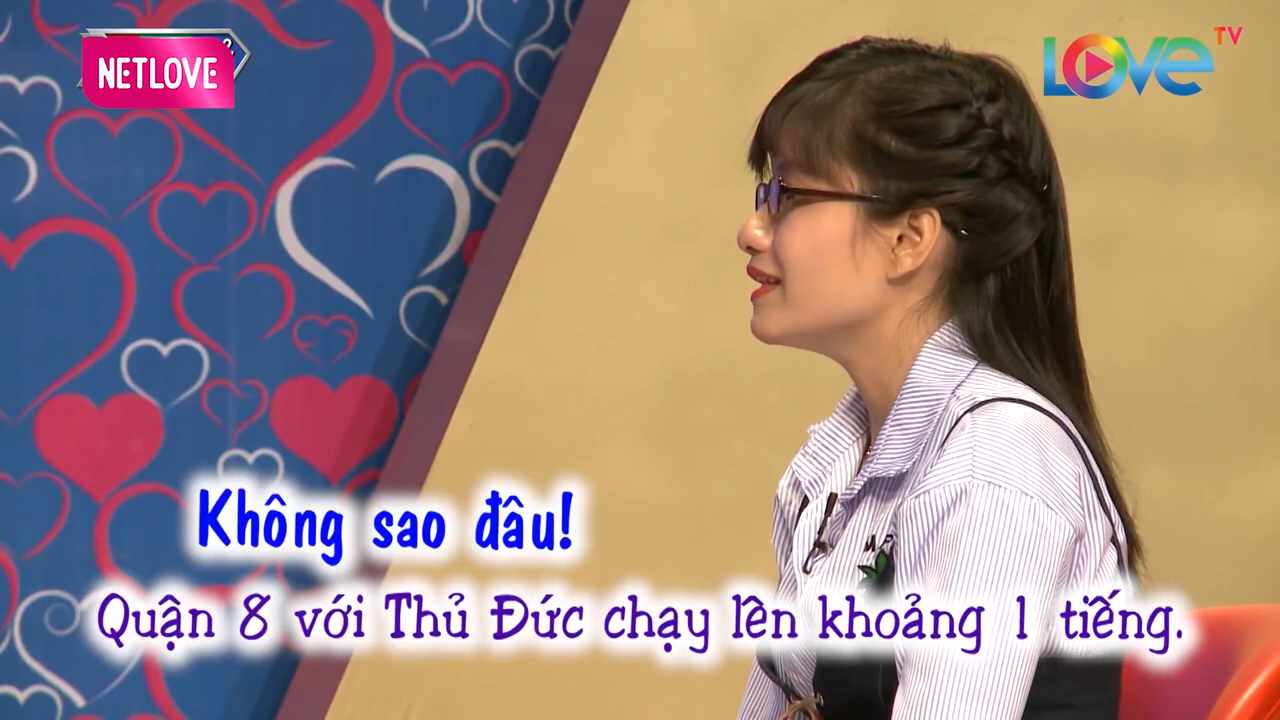 NETLOVE
LOVE TV
Không sao đâu!
Quận 8 với Thủ Đức chạy lên khoảng 1 tiếng.